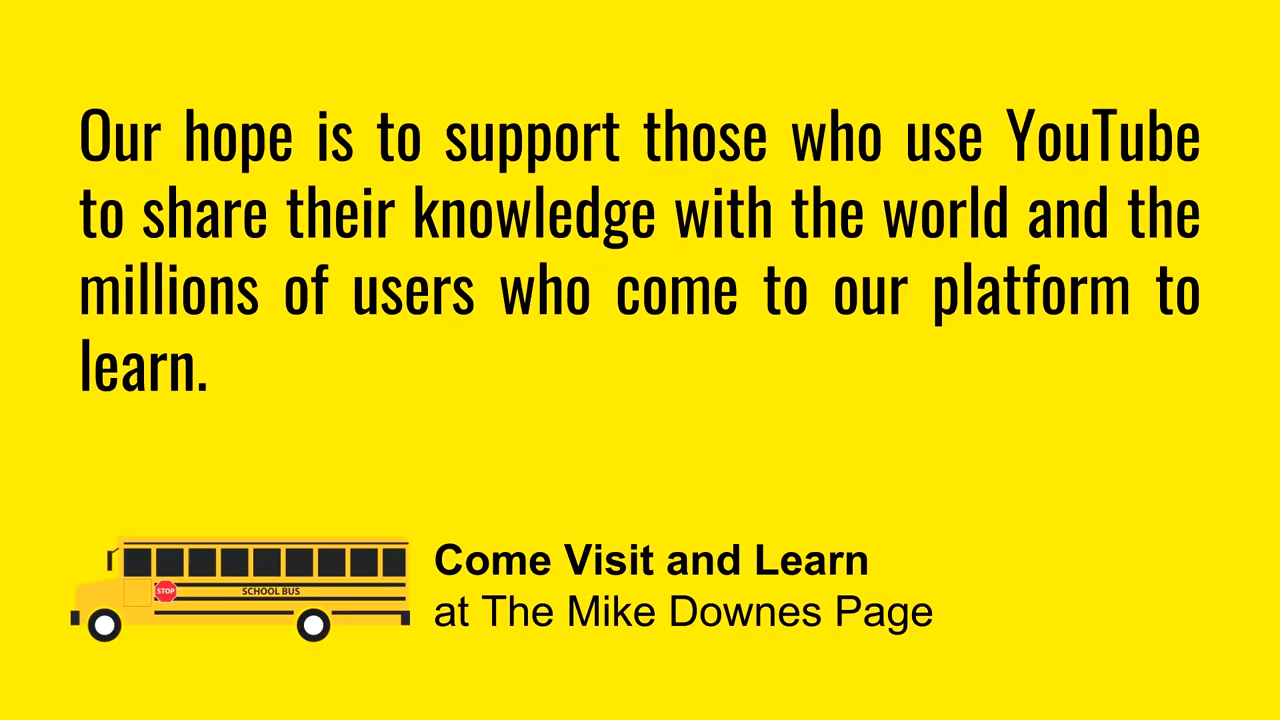 Our hope is to support those who use YouTube
to share their knowledge with the world and the
millions of users who come to our platform to
learn.
STOP
SCHOOL BUS
Come Visit and Learn
at The Mike Downes Page